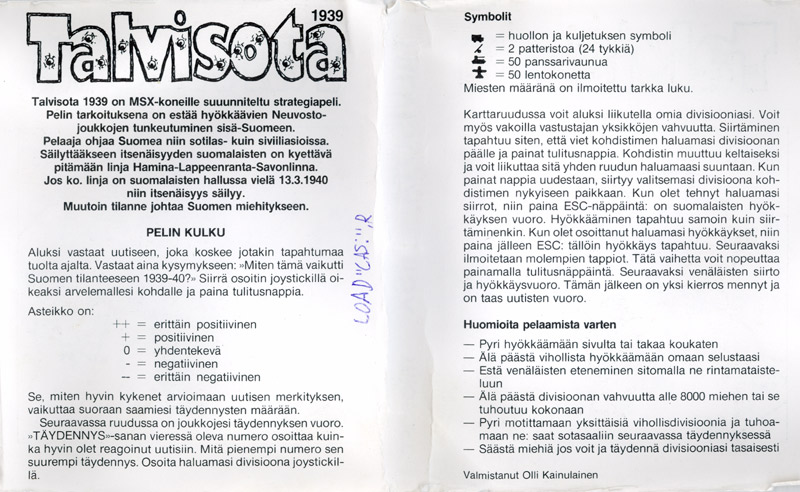 Talvisota
1939
Talvisota 1939 on MSX-koneille suuunniteltu strategiapeli.
Pelin tarkoituksena on estää hyökkäävien Neuvosto-
joukkojen tunkeutuminen sisä-Suomeen.
Pelaaja ohjaa Suomea niin sotilas- kuin siviiliasioissa.
Säilyttääkseen itsenäisyyden suomalaisten on kyettävä
pitämään linja Hamina-Lappeenranta-Savonlinna.
Jos ko. linja on suomalaisten hallussa vielä 13.3.1940
niin itsenäisyys säilyy.
Muutoin tilanne johtaa Suomen miehitykseen.
PELIN KULKU
Aluksi vastaat uutiseen, joka koskee jotakin tapahtumaa
tuolta ajalta. Vastaat aina kysymykseen: »Miten tämä vaikutti
Suomen tilanteeseen 1939-40?» Siirrä osoitin joystickillä oi-
keaksi arvelemallesi kohdalle ja paina tulitusnappia.
Asteikko on:
++ = erittäin positiivinen
+ = positiivinen
0 = yhdentekevä
- = negatiivinen
-- = erittäin negatiivinen
Se, miten hyvin kykenet arvioimaan uutisen merkityksen,
vaikuttaa suoraan saamiesi täydennysten määrään.
Seuraavassa ruudussa on joukkojesi täydennyksen vuoro.
»TÄYDENNYS»-sanan vieressä oleva numero osoittaa kuin-
ka hyvin olet reagoinut uutisiin. Mitä pienempi numero sen
suurempi täydennys. Osoita haluamasi divisioona joystickil-
lä.
LOAD"CAS:",R
Symbolit
= huollon ja kuljetuksen symboli
= 2 patteristoa (24 tykkiä)
= 50 panssarivaunua
= 50 lentokonetta
Miesten määränä on ilmoitettu tarkka luku.
Karttaruudussa voit aluksi liikutella omia divisiooniasi. Voit
myös vakoilla vastustajan yksikköjen vahvuutta. Siirtäminen
tapahtuu siten, että viet kohdistimen haluamasi divisioonan
päälle ja painat tulitusnappia. Kohdistin muuttuu keltaiseksi
ja voit liikuttaa sitä yhden ruudun haluamaasi suuntaan. Kun
painat nappia uudestaan, siirtyy valitsemasi divisioona koh-
distimen nykyiseen paikkaan. Kun olet tehnyt haluamasi
siirrot, niin paina ESC-näppäintä: on suomalaisten hyök-
käyksen vuoro. Hyökkääminen tapahtuu samoin kuin siir-
täminenkin. Kun olet osoittanut haluamasi hyökkäykset, niin
paina jälleen ESC: tällöin hyökkäys tapahtuu. Seuraavaksi
ilmoitetaan molempien tappiot. Tätä vaihetta voit nopeuttaa
painamalla tulitusnäppäintä. Seuraavaksi venäläisten siirto
ja hyökkäysvuoro. Tämän jälkeen on yksi kierros mennyt ja
on taas uutisten vuoro.
Huomioita pelaamista varten
— Pyri hyökkäämään sivulta tai takaa koukaten
— Älä päästä vihollista hyökkäämään omaan selustaasi
— Estä venäläisten eteneminen sitomalla ne rintamataiste-
luun
— Älä päästä divisioonan vahvuutta alle 8000 miehen tai se
tuhoutuu kokonaan
— Pyri motittamaan yksittäisiä vihollisdivisioonia ja tuhoa-
maan ne: saat sotasaaliin seuraavassa täydennyksessä
— Säästä miehiä jos voit ja täydennä divisiooniasi tasaisesti
Valmistanut Olli Kainulainen